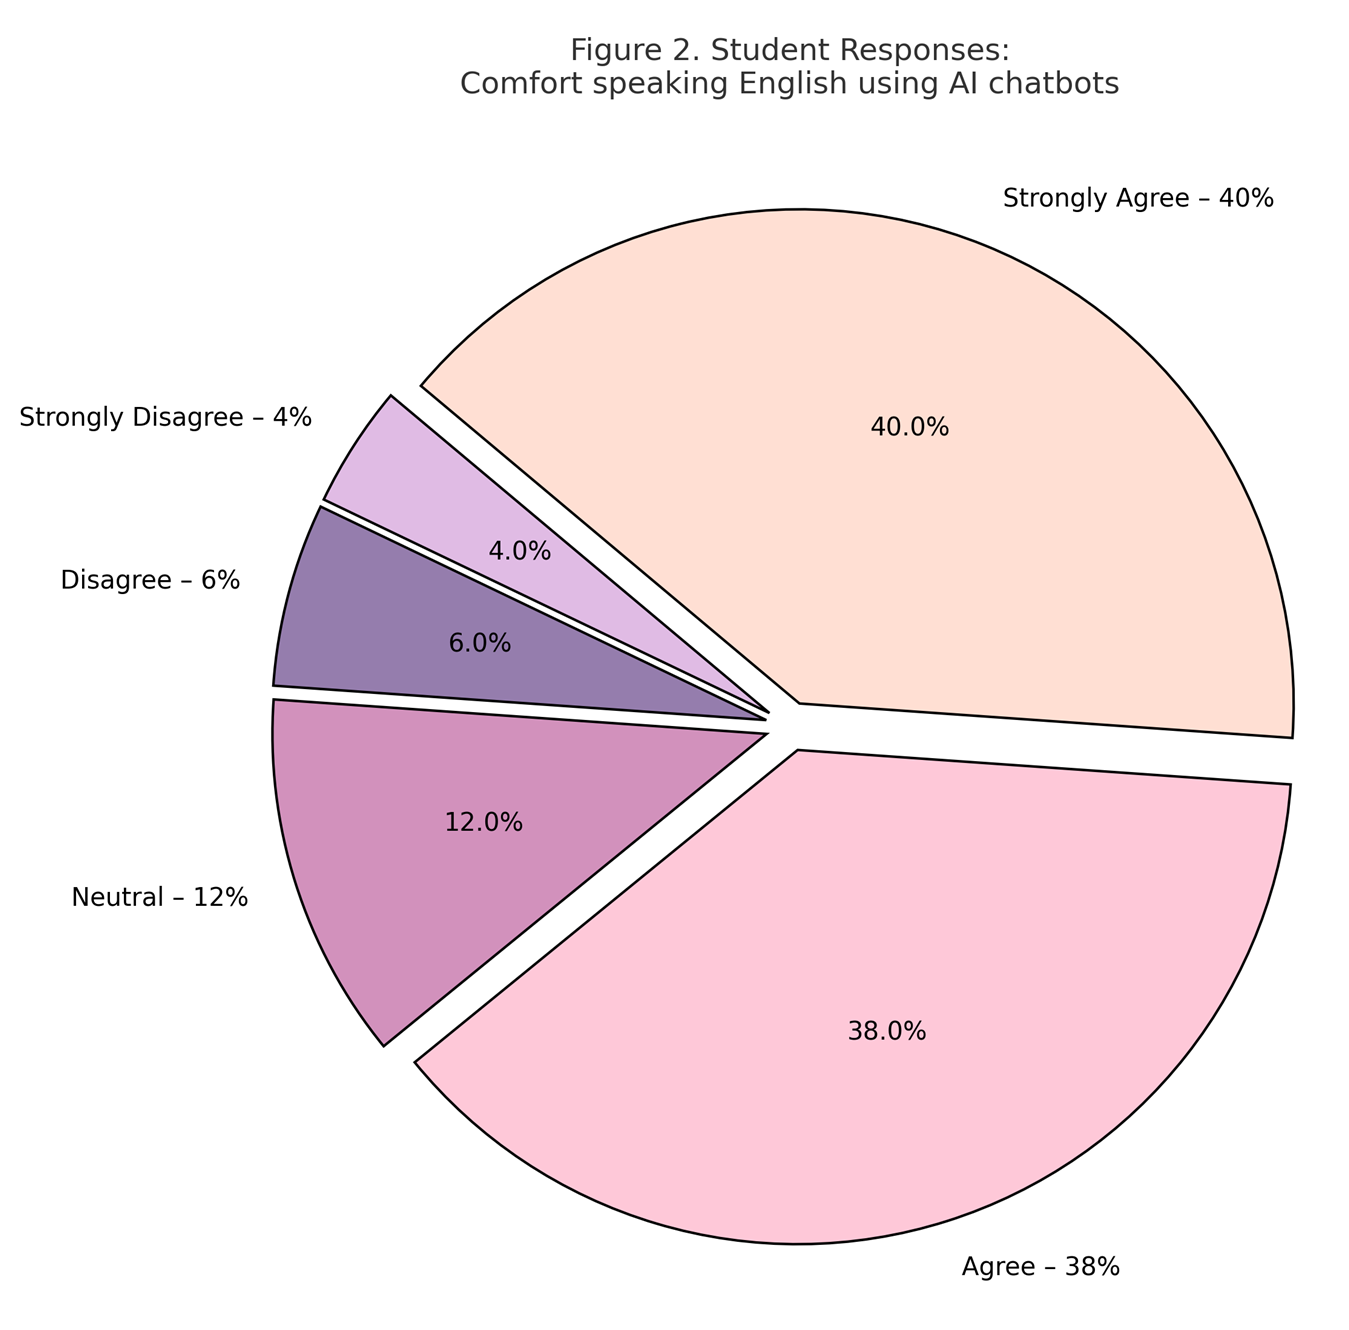 Figure 2. Student Responses:
Comfort speaking English using AI chatbots
Strongly Agree – 40%
40.0%
Strongly Disagree – 4%
4.0%
Disagree – 6%
6.0%
12.0%
Neutral – 12%
38.0%
Agree – 38%